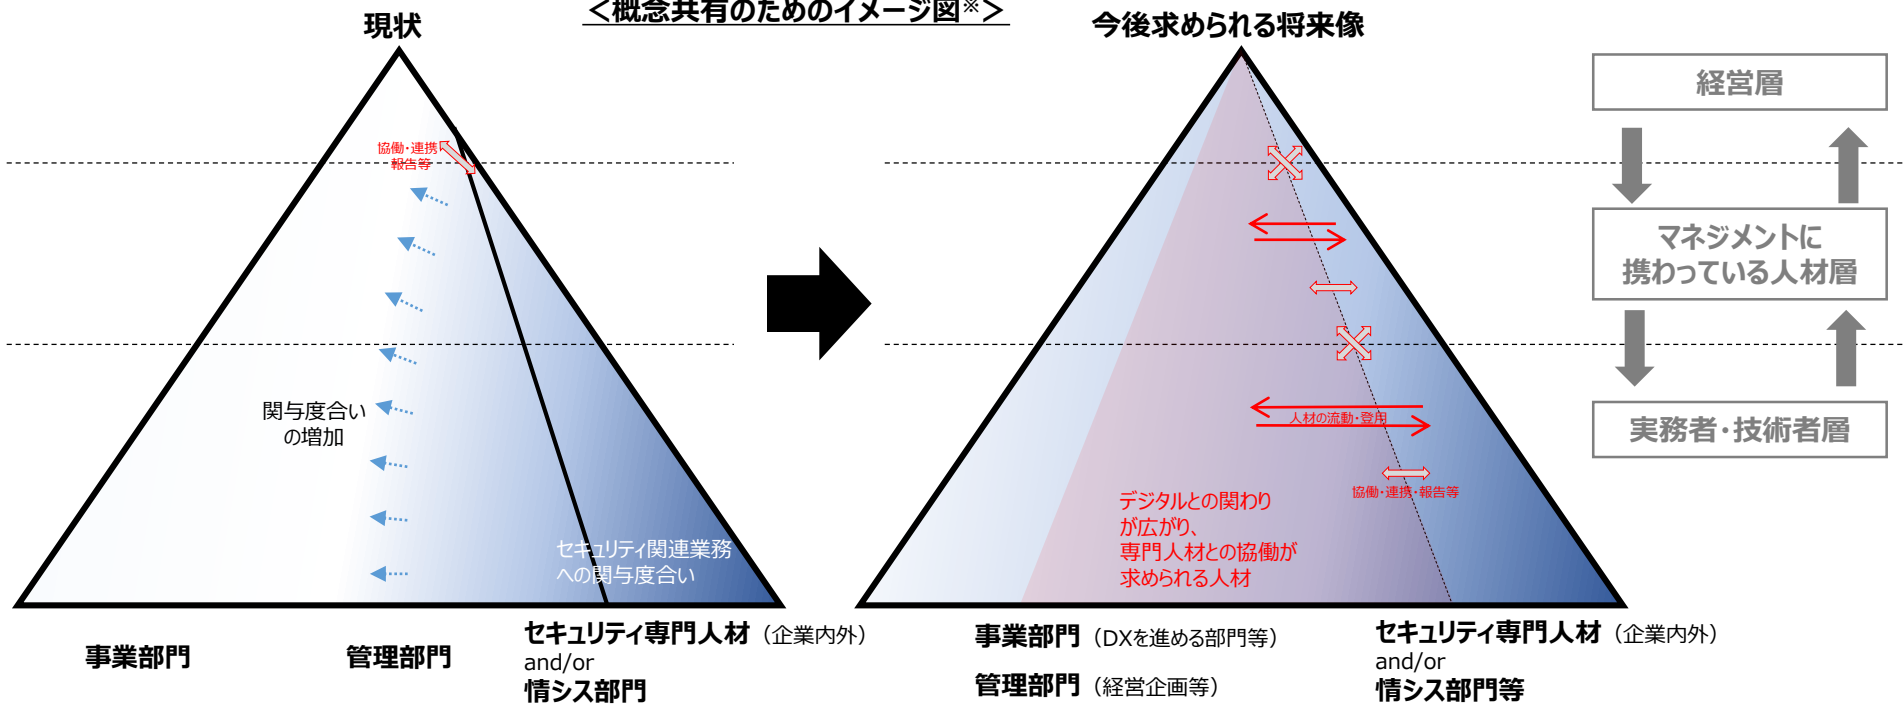 ＜概念共有のためのイメージ図※＞
現状
協働・連携
報告等
関与度合い
の増加
セキュリティ関連業務
への関与度合い
事業部門
管理部門
セキュリティ専門人材（企業内外）
and/or
情シス部門
今後求められる将来像
人材の流動・登用
協働・連携・報告等
デジタルとの関わり
が広がり、
専門人材との協働が
求められる人材
事業部門（DXを進める部門等）
管理部門（経営企画等）
セキュリティ専門人材（企業内外）
and/or
情シス部門等
経営層
マネジメントに
携わっている人材層
実務者・技術者層